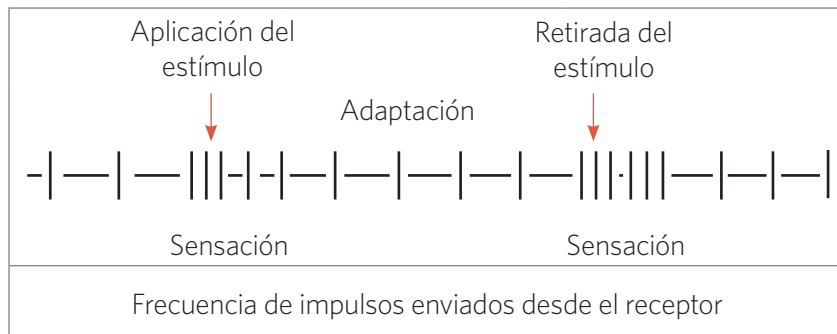 Aplicación del
estímulo
Retirada del
estímulo
Adaptación
Sensación
Sensación
Frecuencia de impulsos enviados desde el receptor